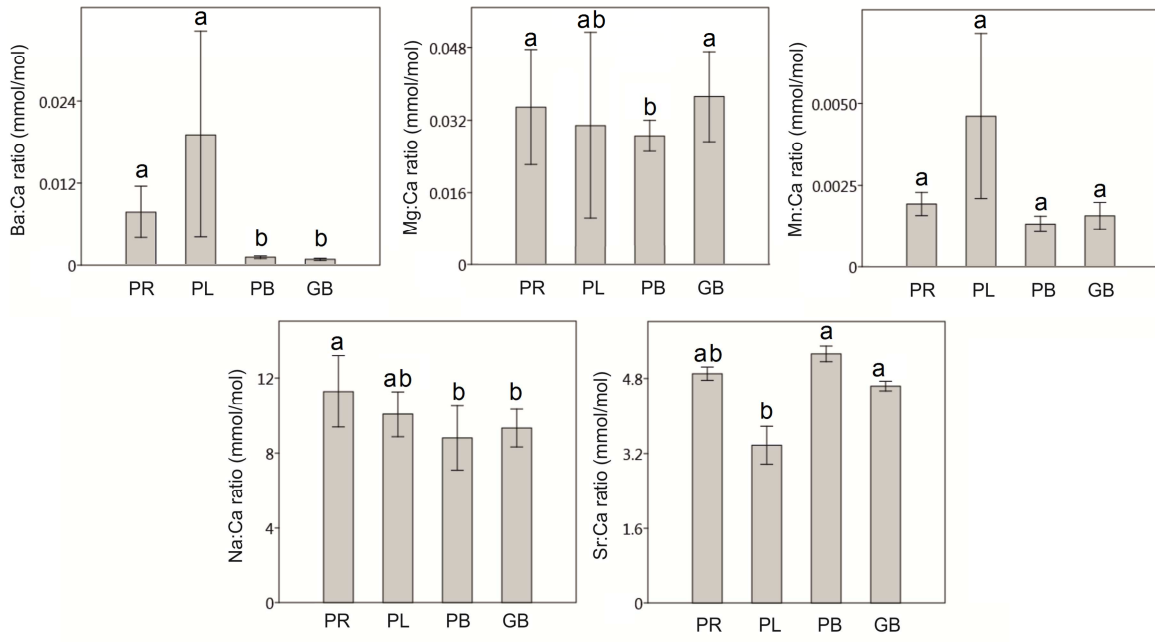 Ba:Ca ratio (mmol/mol)
0.024
0.012
0
a
a
b
b
PR PL PB GB
Mg:Ca ratio (mmol/mol)
0.048
0.032
0.016
0
a
ab
b
a
PR PL PB GB
Mn:Ca ratio (mmol/mol)
0.0050
0.0025
0
a
a
a
a
PR PL PB GB
Na:Ca ratio (mmol/mol)
12
8
4
0
a
ab
b
b
PR PL PB GB
Sr:Ca ratio (mmol/mol)
4.8
3.2
1.6
0
ab
b
a
a
PR PL PB GB